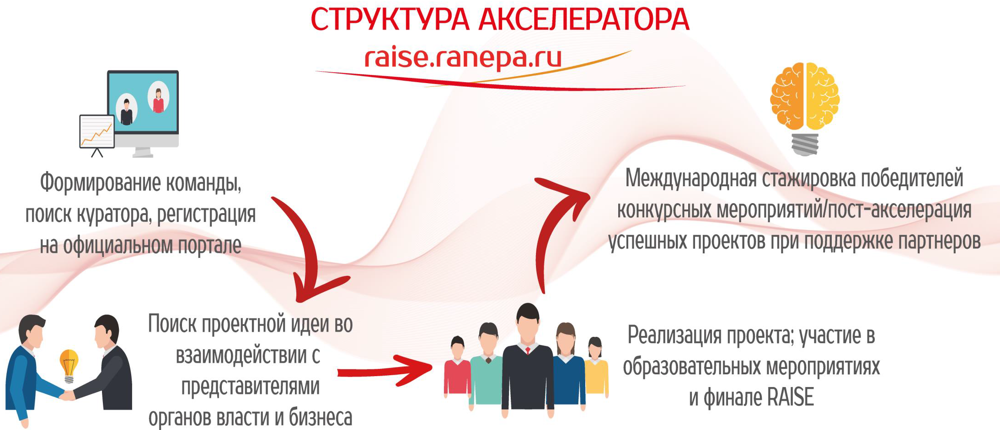 СТРУКТУРА АКСЕЛЕРАТОРА
raise.ranepa.ru
Формирование команды,
поиск куратора, регистрация
на официальном портале
Поиск проектной идеи во
взаимодействии с
представителями
органов власти и бизнеса
Реализация проекта; участие в
образовательных мероприятиях
и финале RAISE
Международная стажировка победителей
конкурсных мероприятий/пост-акселерация
успешных проектов при поддержке партнеров